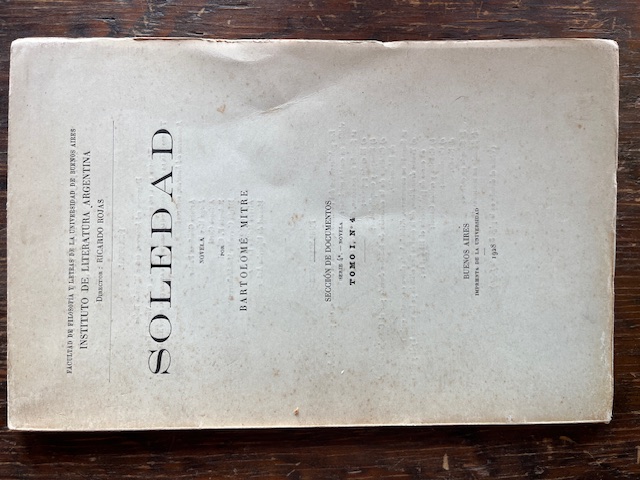 FACULTAD DE FILOSOFÍA Y LETRAS DE LA UNIVERSIDAD DE BUENOS AIRES
INSTITUTO DE LITERATURA ARGENTINA
Director: RICARDO ROJAS
SOLEDAD
NOVELA
POR
BARTOLOMÉ MITRE
SECCIÓN DE DOCUMENTOS
SERIE 4ª — NOVELA
TOMO I, Nº 4
BUENOS AIRES
IMPRENTA DE LA UNIVERSIDAD
1928